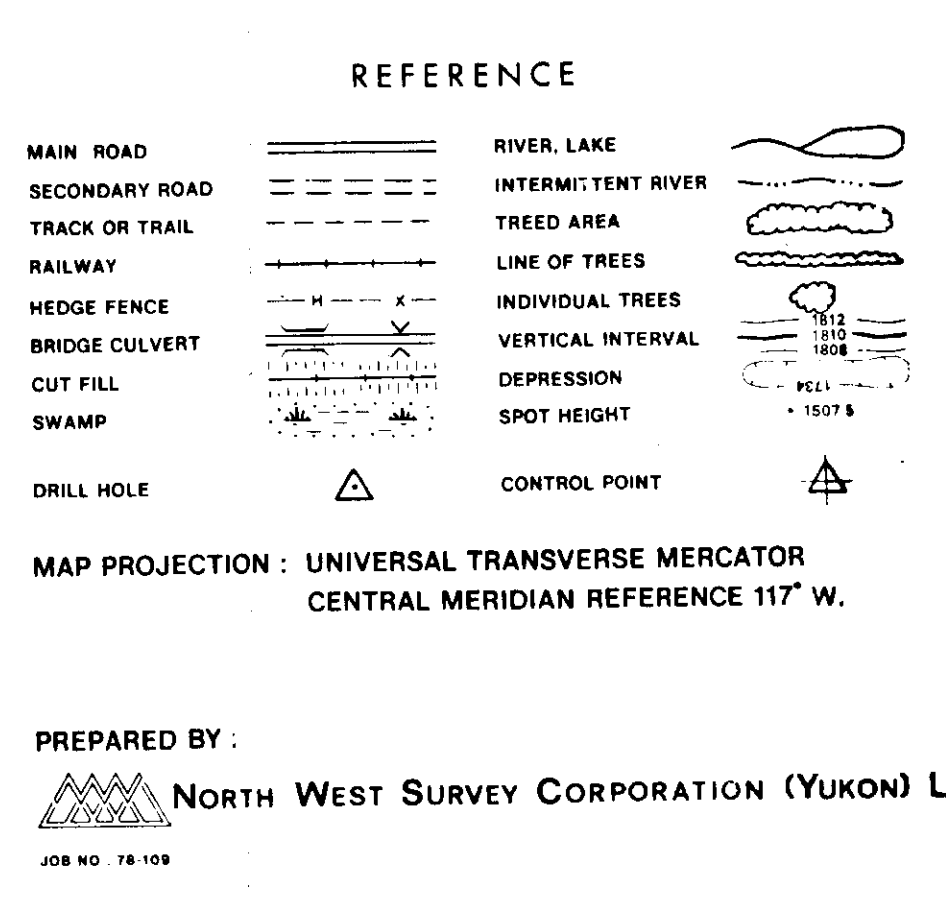 REFERENCE
MAIN ROAD
SECONDARY ROAD
TRACK OR TRAIL
RAILWAY
HEDGE FENCE
H X
BRIDGE CULVERT
CUT FILL
SWAMP
DRILL HOLE
RIVER, LAKE
INTERMITTENT RIVER
TREED AREA
LINE OF TREES
INDIVIDUAL TREES
VERTICAL INTERVAL
1812
1810
1808
DEPRESSION
1734
SPOT HEIGHT
1507 5
CONTROL POINT
MAP PROJECTION : UNIVERSAL TRANSVERSE MERCATOR
CENTRAL MERIDIAN REFERENCE 117° W.
PREPARED BY :
NORTH WEST SURVEY CORPORATION (YUKON) L
JOB NO . 78-109